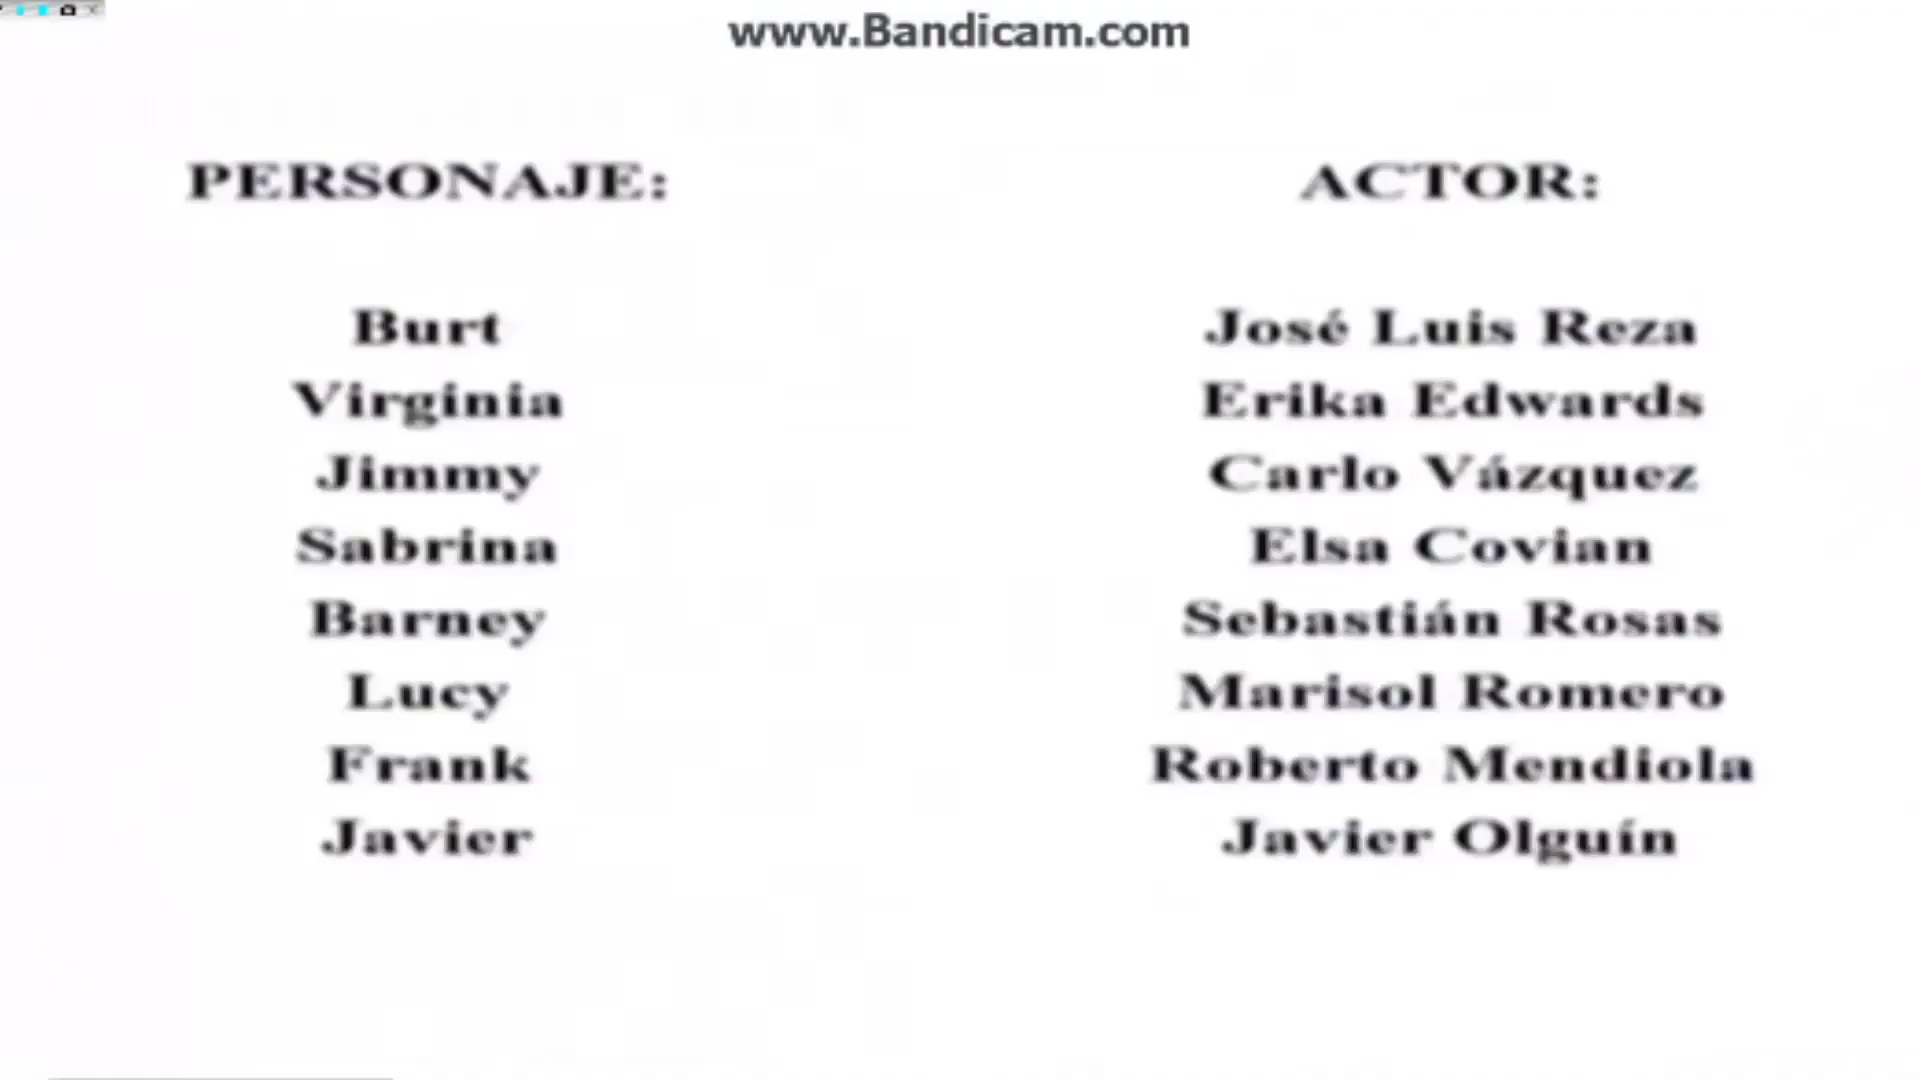 www.Bandicam.com
PERSONAJE: ACTOR:
Burt José Luis Reza
Virginia Erika Edwards
Jimmy Carlo Vázquez
Sabrina Elsa Covian
Barney Sebastián Rosas
Lucy Marisol Romero
Frank Roberto Mendiola
Javier Javier Olguín